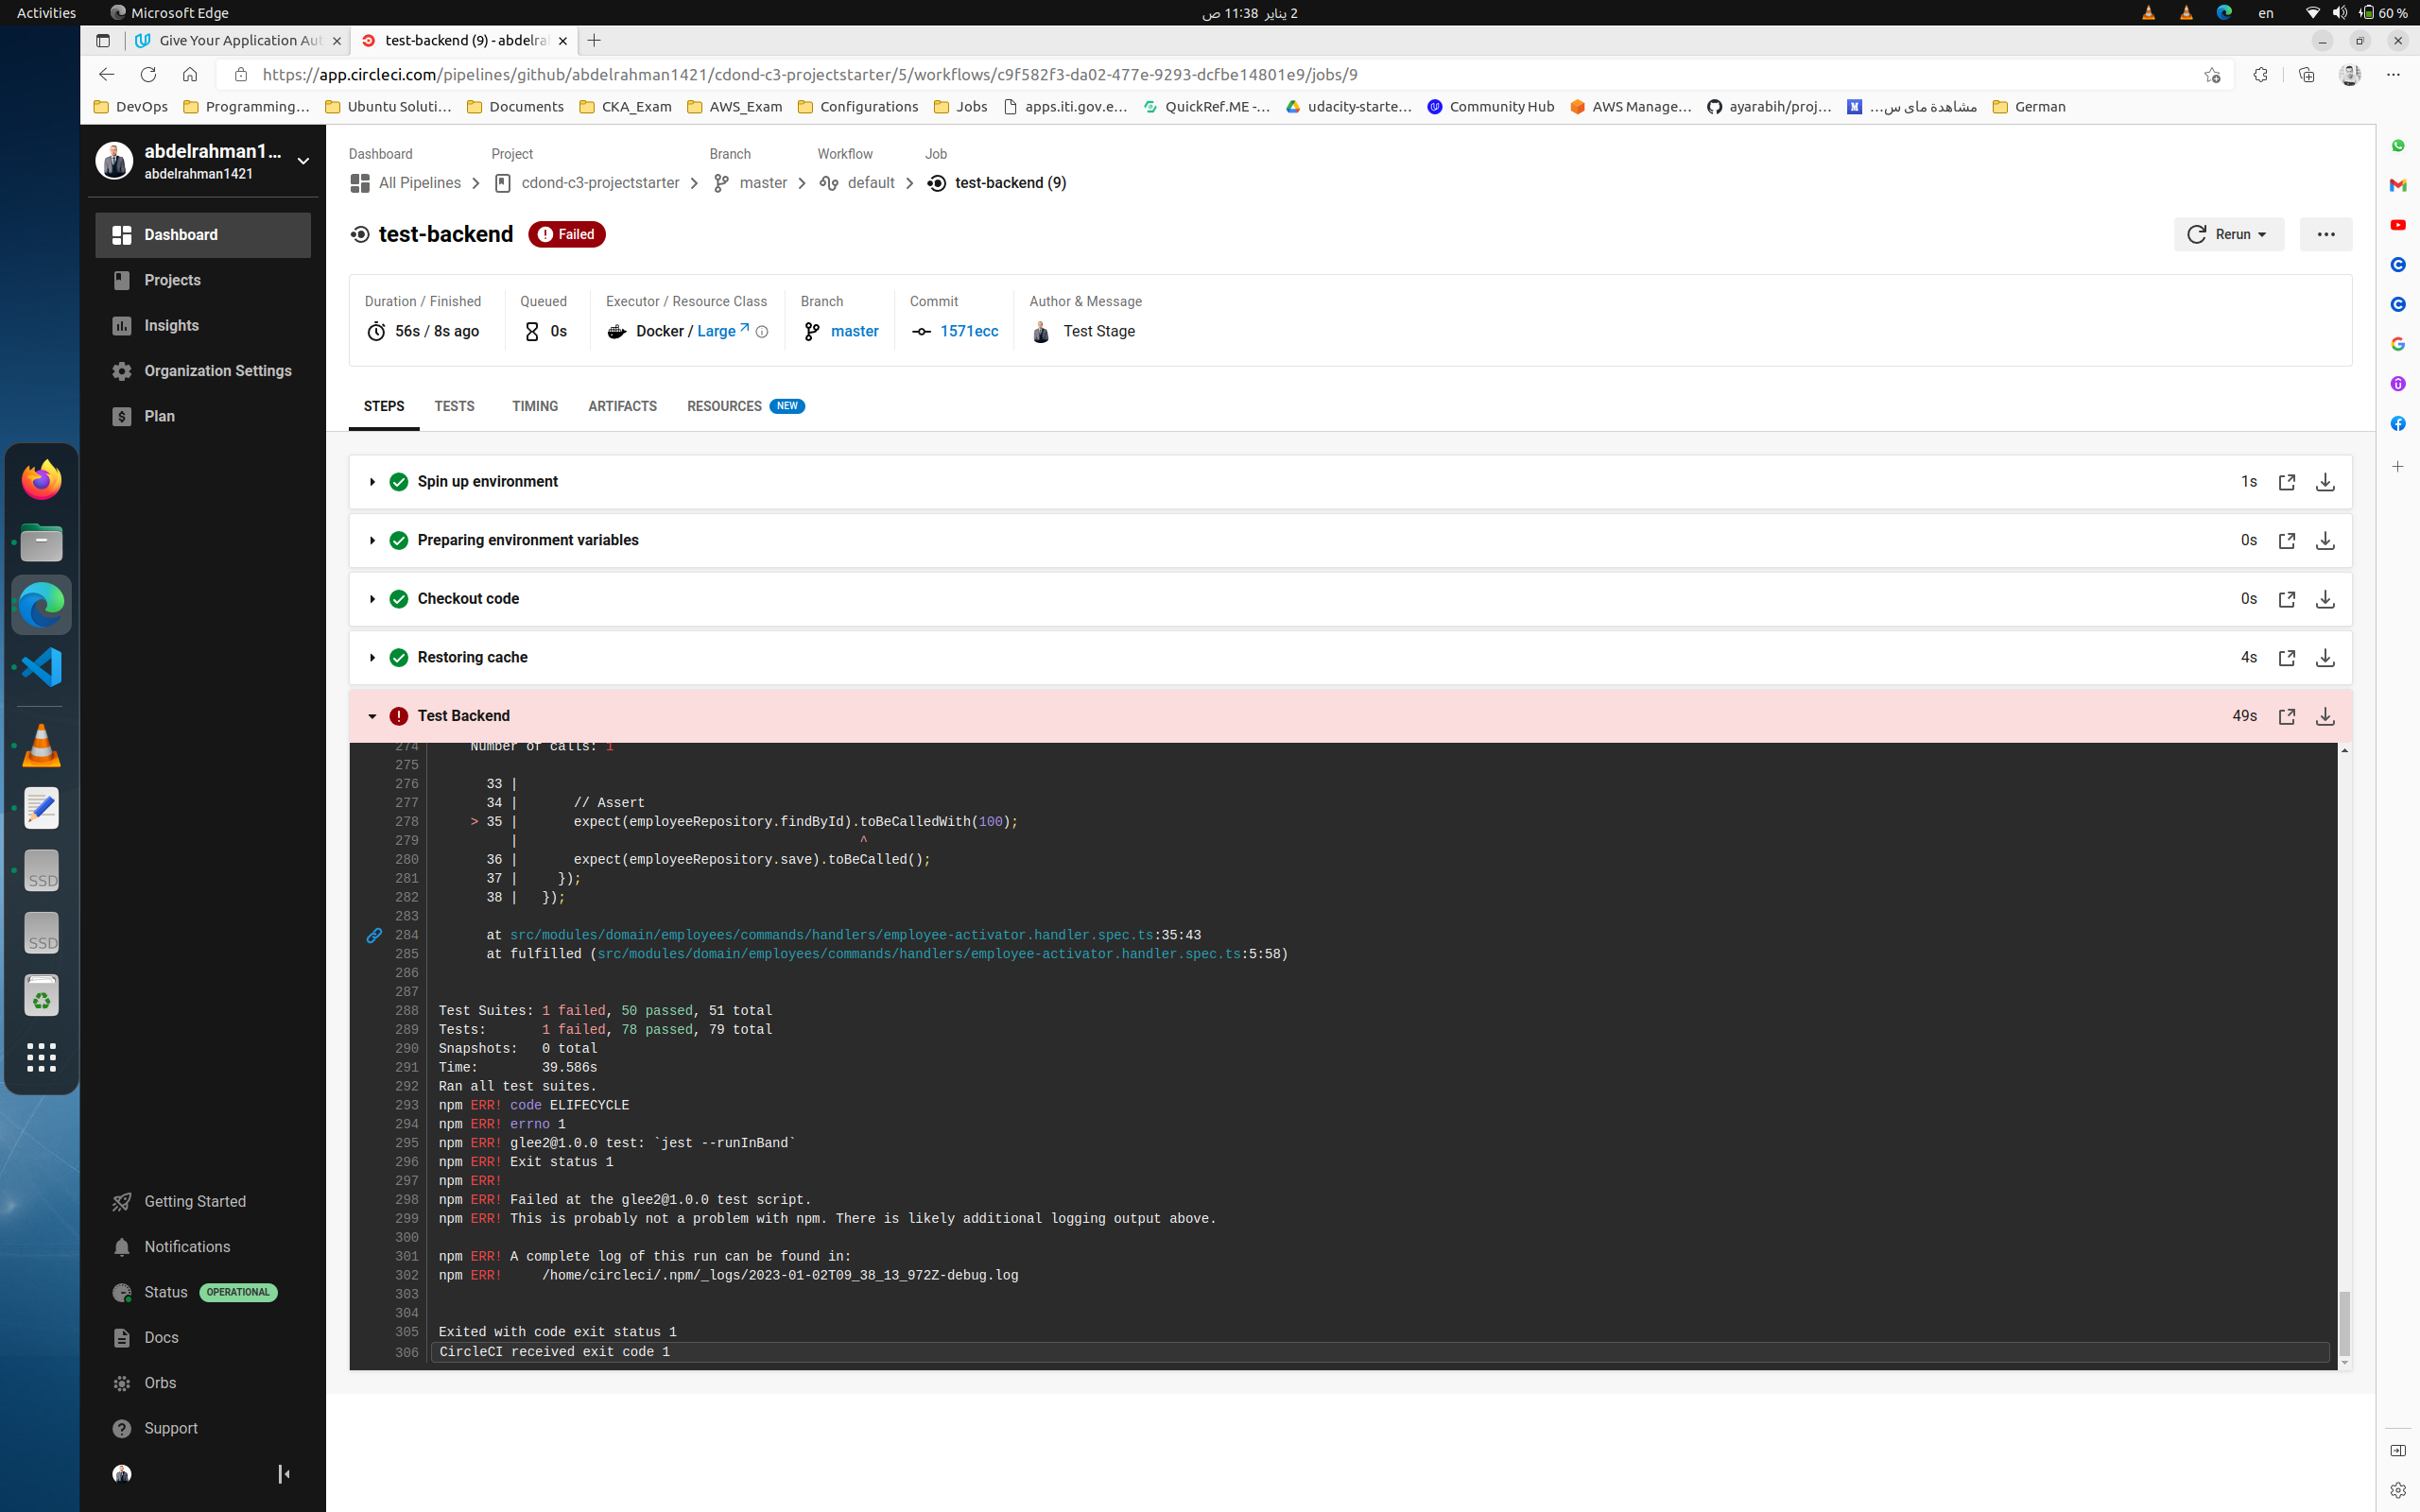 Activities
Microsoft Edge
2 يناير 11:38 ص
en
60 %
Give Your Application Aut
test-backend (9) - abdelra
https://app.circleci.com/pipelines/github/abdelrahman1421/cdond-c3-projectstarter/5/workflows/c9f582f3-da02-477e-9293-dcfbe14801e9/jobs/9
DevOps
Programming...
Ubuntu Soluti...
Documents
CKA_Exam
AWS_Exam
Configurations
Jobs
apps.iti.gov.e...
QuickRef.ME -...
udacity-starte...
Community Hub
AWS Manage...
ayarabih/proj...
مشاهدة ماى س...
German
abdelrahman1...
abdelrahman1421
Dashboard
Projects
Insights
Organization Settings
Plan
Getting Started
Notifications
Status OPERATIONAL
Docs
Orbs
Support
SSD
SSD
Dashboard Project Branch Workflow Job
All Pipelines cdond-c3-projectstarter master default test-backend (9)
test-backend Failed
Rerun
Duration / Finished Queued Executor / Resource Class Branch Commit Author & Message
56s / 8s ago 0s Docker / Large master 1571ecc Test Stage
STEPS TESTS TIMING ARTIFACTS RESOURCES NEW
Spin up environment 1s
Preparing environment variables 0s
Checkout code 0s
Restoring cache 4s
Test Backend 49s
274 Number of calls: 1
275
276 33 |
277 34 | // Assert
278 > 35 | expect(employeeRepository.findById).toBeCalledWith(100);
279 | ^
280 36 | expect(employeeRepository.save).toBeCalled();
281 37 | });
282 38 | });
283
284 at src/modules/domain/employees/commands/handlers/employee-activator.handler.spec.ts:35:43
285 at fulfilled (src/modules/domain/employees/commands/handlers/employee-activator.handler.spec.ts:5:58)
286
287
288 Test Suites: 1 failed, 50 passed, 51 total
289 Tests: 1 failed, 78 passed, 79 total
290 Snapshots: 0 total
291 Time: 39.586s
292 Ran all test suites.
293 npm ERR! code ELIFECYCLE
294 npm ERR! errno 1
295 npm ERR! glee2@1.0.0 test: `jest --runInBand`
296 npm ERR! Exit status 1
297 npm ERR!
298 npm ERR! Failed at the glee2@1.0.0 test script.
299 npm ERR! This is probably not a problem with npm. There is likely additional logging output above.
300
301 npm ERR! A complete log of this run can be found in:
302 npm ERR! /home/circleci/.npm/_logs/2023-01-02T09_38_13_972Z-debug.log
303
304
305 Exited with code exit status 1
306 CircleCI received exit code 1